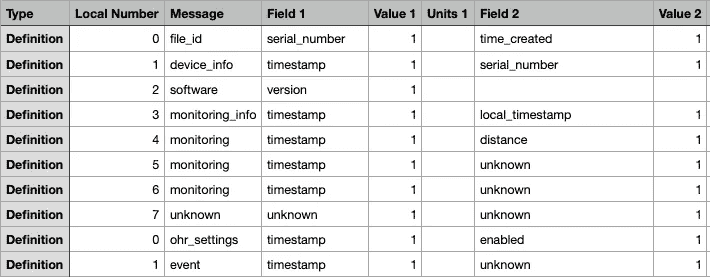 Type Local Number Message Field 1 Value 1 Units 1 Field 2 Value 2
Definition 0 file_id serial_number 1 time_created 1
Definition 1 device_info timestamp 1 serial_number 1
Definition 2 software version 1
Definition 3 monitoring_info timestamp 1 local_timestamp 1
Definition 4 monitoring timestamp 1 distance 1
Definition 5 monitoring timestamp 1 unknown 1
Definition 6 monitoring timestamp 1 unknown 1
Definition 7 unknown unknown 1 unknown 1
Definition 0 ohr_settings timestamp 1 enabled 1
Definition 1 event timestamp 1 unknown 1